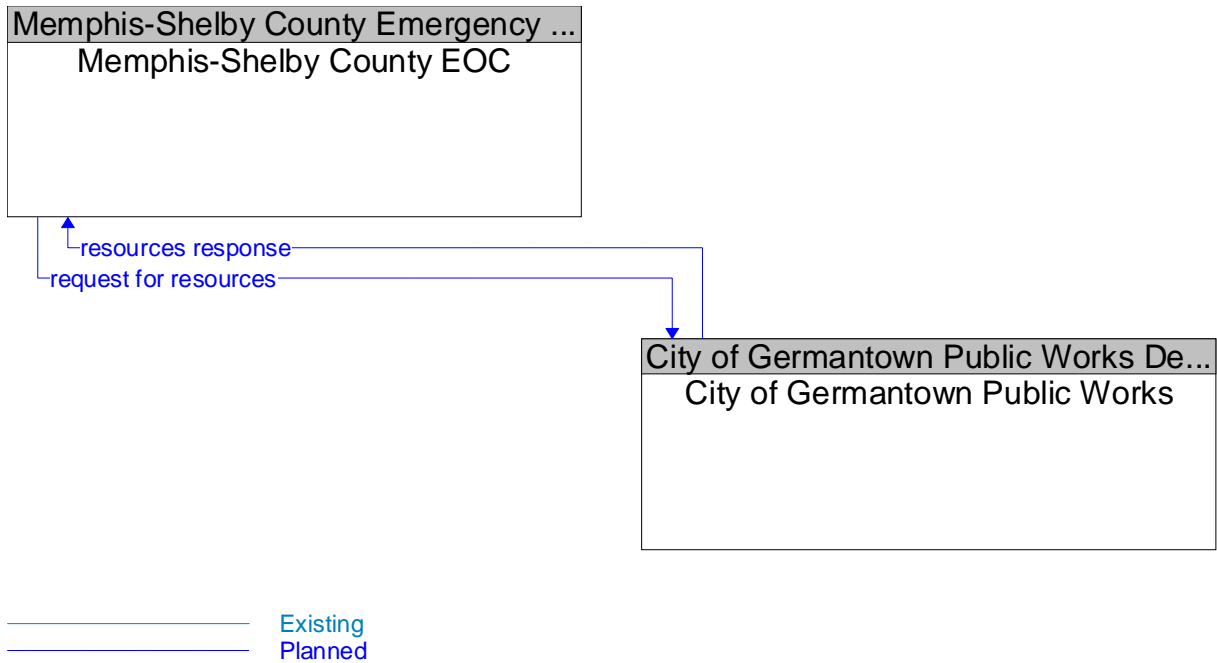 Memphis-Shelby County Emergency ...
Memphis-Shelby County EOC
resources response
request for resources
City of Germantown Public Works De...
City of Germantown Public Works
Existing
Planned